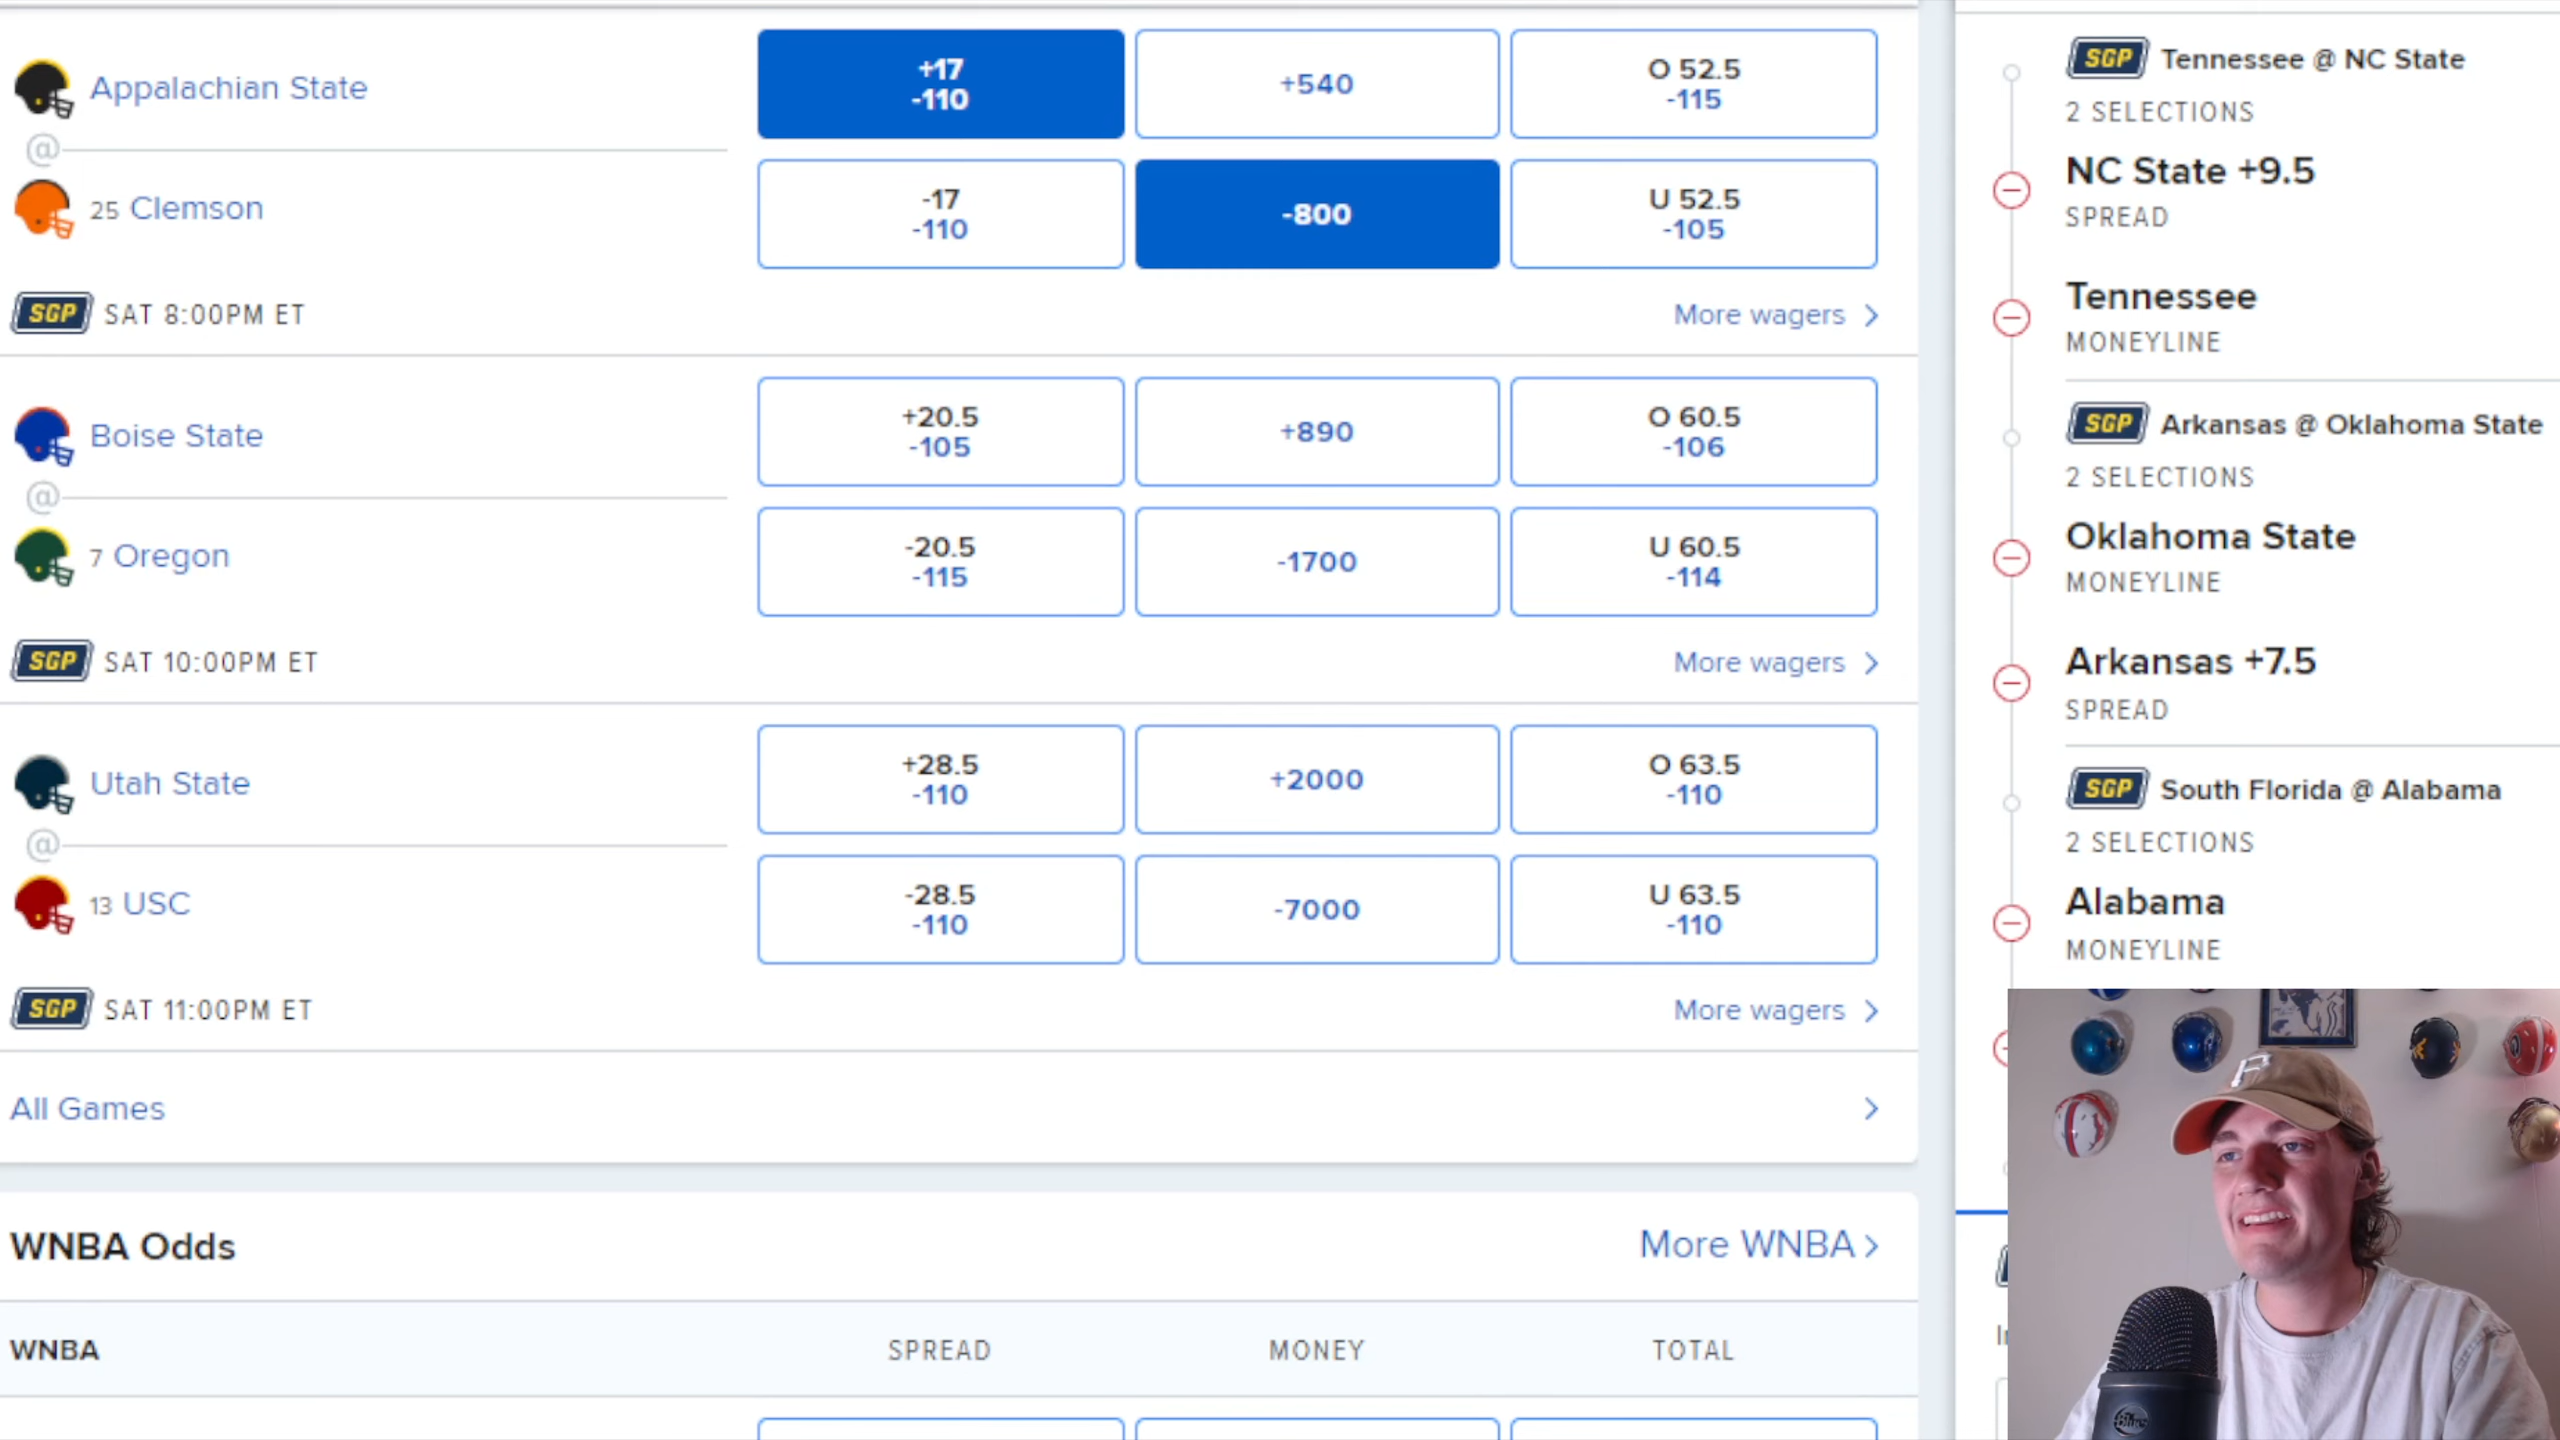 Appalachian State
+17
-110
+540
O 52.5
-115
@
25 Clemson
-17
-110
-800
U 52.5
-105
SGP SAT 8:00PM ET
More wagers
Boise State
+20.5
-105
+890
O 60.5
-106
@
7 Oregon
-20.5
-115
-1700
U 60.5
-114
SGP SAT 10:00PM ET
More wagers
Utah State
+28.5
-110
+2000
O 63.5
-110
@
13 USC
-28.5
-110
-7000
U 63.5
-110
SGP SAT 11:00PM ET
More wagers
All Games
WNBA Odds
More WNBA
WNBA
SPREAD
MONEY
TOTAL
SGP Tennessee @ NC State
2 SELECTIONS
NC State +9.5
SPREAD
Tennessee
MONEYLINE
SGP Arkansas @ Oklahoma State
2 SELECTIONS
Oklahoma State
MONEYLINE
Arkansas +7.5
SPREAD
SGP South Florida @ Alabama
2 SELECTIONS
Alabama
MONEYLINE
P
Blue